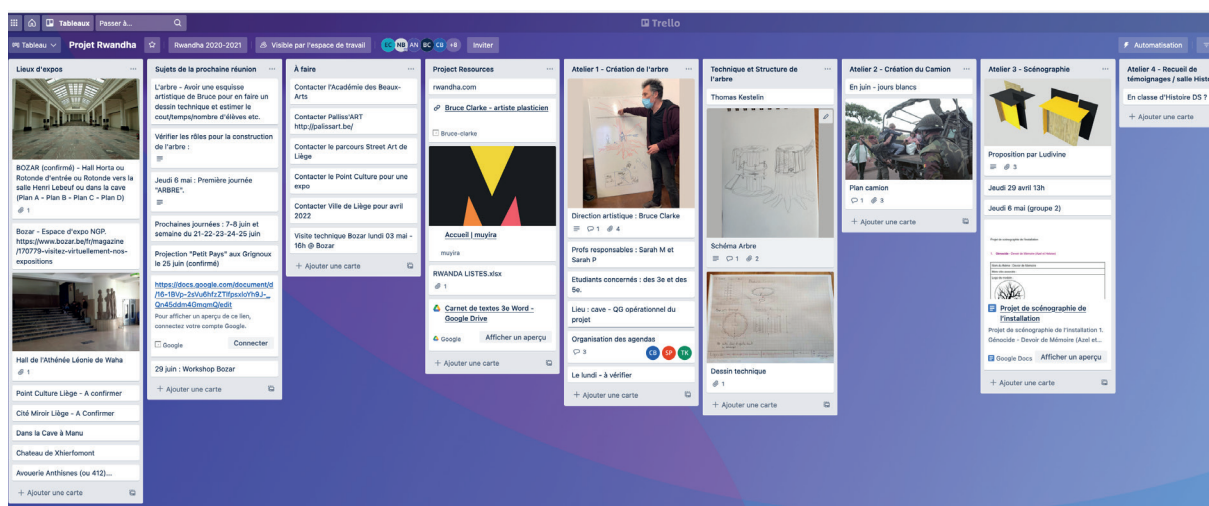 Tableaux
Passer à...
Trello
Tableau
Projet Rwandha
Rwandha 2020-2021
Visible par l'espace de travail
EC NB AN BC CB +8
Inviter
Automatisation
Lieux d'expos
BOZAR (confirmé) - Hall Horta ou
Rotonde d'entrée ou Rotonde vers la
salle Henri Lebeuf ou dans la cave
(Plan A - Plan B - Plan C - Plan D)
1
Bozar - Espace d'expo NGP.
https://www.bozar.be/fr/magazine
/170779-visitez-virtuellement-nos-
expositions
Hall de l'Athénée Léonie de Waha
1
Point Culture Liège - A confirmer
Cité Miroir Liège - A Confirmer
Dans la Cave à Manu
Chateau de Xhierfomont
Avouerie Anthisnes (ou 412)...
+ Ajouter une carte
Sujets de la prochaine réunion
L'arbre - Avoir une esquisse
artistique de Bruce pour en faire un
dessin technique et estimer le
cout/temps/nombre d'élèves etc.
Vérifier les rôles pour la construction
de l'arbre :
Jeudi 6 mai : Première journée
"ARBRE".
Prochaines journées : 7-8 juin et
semaine du 21-22-23-24-25 juin
Projection "Petit Pays" aux Grignoux
le 25 juin (confirmé)
https://docs.google.com/document/d
Pour afficher un aperçu de ce lien,
connectez votre compte Google.
Google
Connecter
29 juin : Workshop Bozar
+ Ajouter une carte
À faire
Contacter l'Académie des Beaux-
Arts
Contacter Palliss'ART
http://palissart.be/
Contacter le parcours Street Art de
Liège
Contacter le Point Culture pour une
expo
Contacter Ville de Liège pour avril
2022
Visite technique Bozar lundi 03 mai -
16h @ Bozar
+ Ajouter une carte
Project Resources
rwandha.com
Bruce Clarke - artiste plasticien
Bruce-clarke
Accueil | muyira
muyira
RWANDA LISTES.xlsx
1
Carnet de textes 3e Word -
Google Drive
Google
Afficher un aperçu
+ Ajouter une carte
Atelier 1 - Création de l'arbre
Direction artistique : Bruce Clarke
1 4
Profs responsables : Sarah M et
Sarah P
Etudiants concernés : des 3e et des
5e.
Lieu : cave - QG opérationnel du
projet
Organisation des agendas
3
CB SP TK
Le lundi - à vérifier
+ Ajouter une carte
Technique et Structure de
l'arbre
Thomas Kestelin
Schéma Arbre
1 2
Dessin technique
1
+ Ajouter une carte
Atelier 2 - Création du Camion
En juin - jours blancs
Plan camion
1 3
+ Ajouter une carte
Atelier 3 - Scénographie
Proposition par Ludivine
3
Jeudi 29 avril 13h
Jeudi 6 mai (groupe 2)
Projet de scénographie de
l'installation
Projet de scénographie de l'installation 1.
Génocide - Devoir de Mémoire (Azel et...
Google Docs
Afficher un aperçu
+ Ajouter une carte
Atelier 4 - Recueil de
témoignages / salle Histo
En classe d'Histoire DS ?
+ Ajouter une carte